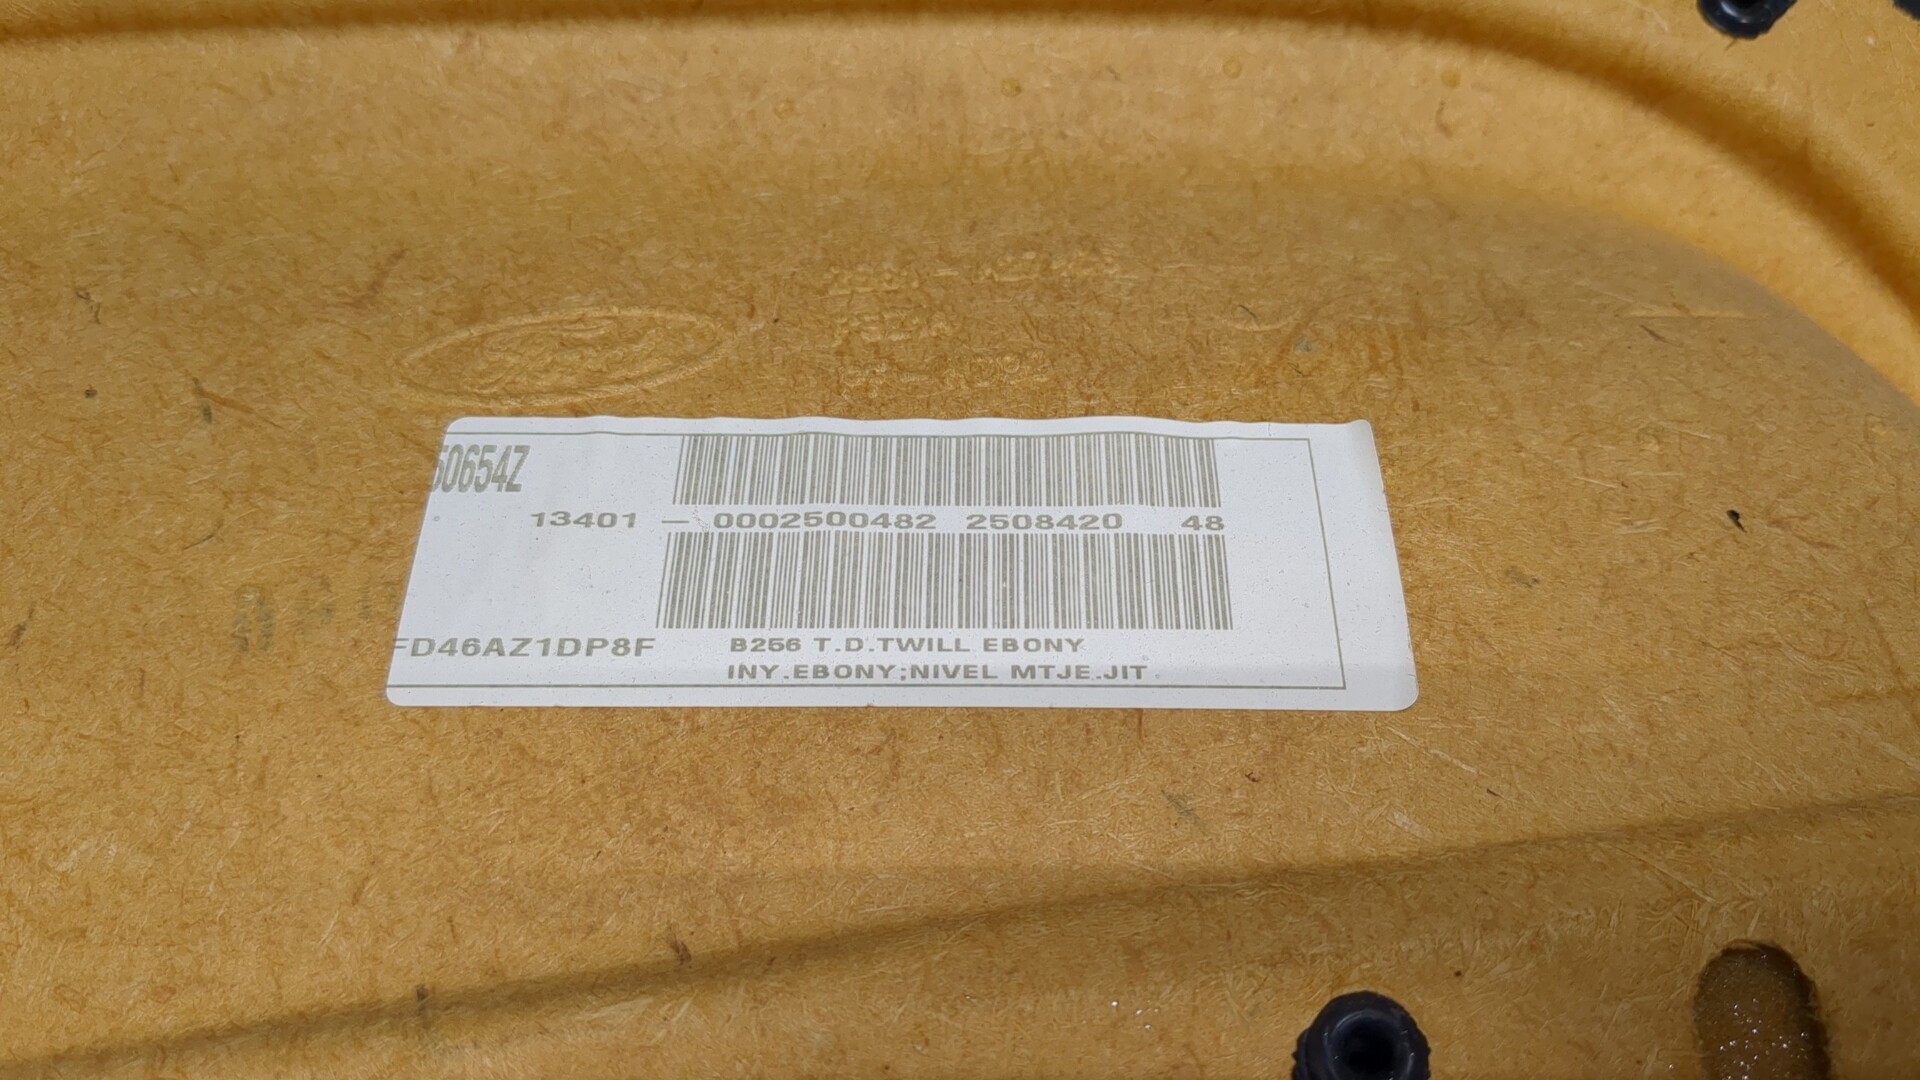 50654Z
13401 — 0002500482 2508420 48
FD46AZ1DP8F B256 T.D.TWILL EBONY
INY.EBONY;NIVEL MTJE.JIT